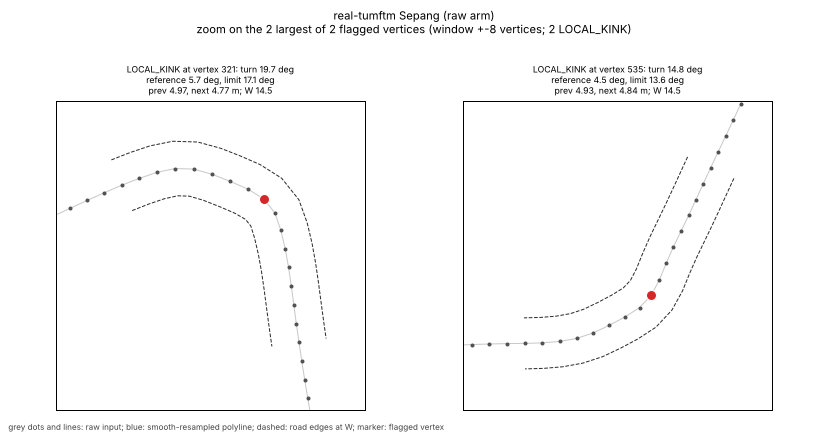 real-tumftm Sepang (raw arm)
zoom on the 2 largest of 2 flagged vertices (window +-8 vertices; 2 LOCAL_KINK)
LOCAL_KINK at vertex 321: turn 19.7 deg
reference 5.7 deg, limit 17.1 deg
prev 4.97, next 4.77 m; W 14.5
LOCAL_KINK at vertex 535: turn 14.8 deg
reference 4.5 deg, limit 13.6 deg
prev 4.93, next 4.84 m; W 14.5
grey dots and lines: raw input; blue: smooth-resampled polyline; dashed: road edges at W; marker: flagged vertex